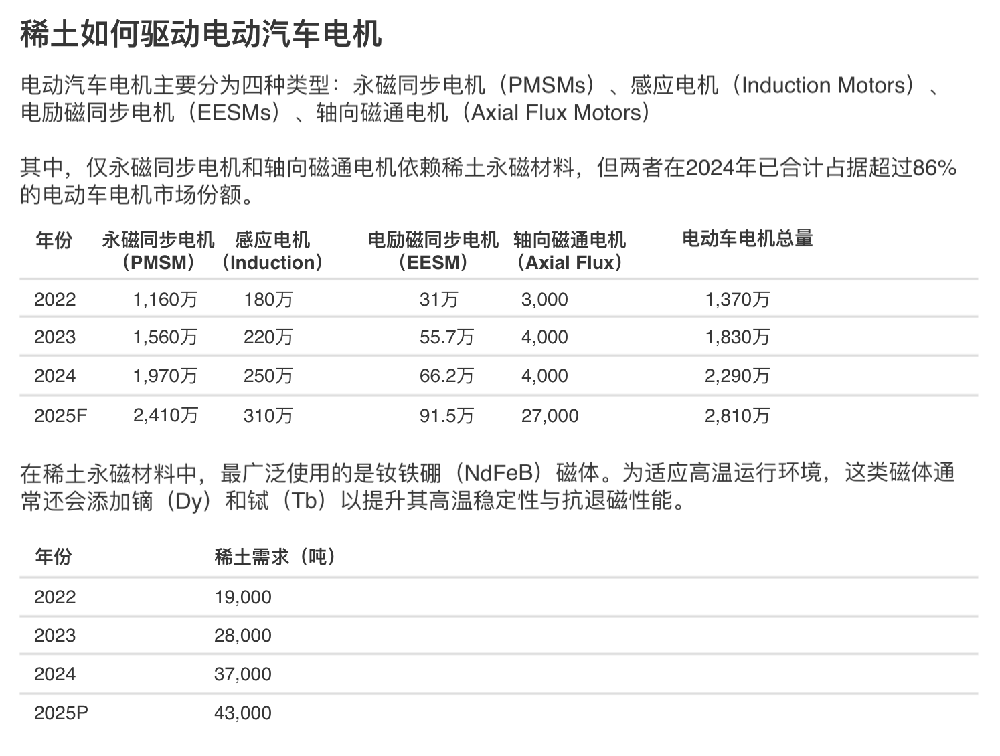 稀土如何驱动电动汽车电机
电动汽车电机主要分为四种类型：永磁同步电机（PMSMs）、感应电机（Induction Motors）、
电励磁同步电机（EESMs）、轴向磁通电机（Axial Flux Motors）
其中，仅永磁同步电机和轴向磁通电机依赖稀土永磁材料，但两者在2024年已合计占据超过86%
的电动车电机市场份额。
年份 永磁同步电机（PMSM） 感应电机（Induction） 电励磁同步电机（EESM） 轴向磁通电机（Axial Flux） 电动车电机总量
2022 1,160万 180万 31万 3,000 1,370万
2023 1,560万 220万 55.7万 4,000 1,830万
2024 1,970万 250万 66.2万 4,000 2,290万
2025F 2,410万 310万 91.5万 27,000 2,810万
在稀土永磁材料中，最广泛使用的是钕铁硼（NdFeB）磁体。为适应高温运行环境，这类磁体通
常还会添加镝（Dy）和铽（Tb）以提升其高温稳定性与抗退磁性能。
年份 稀土需求（吨）
2022 19,000
2023 28,000
2024 37,000
2025P 43,000